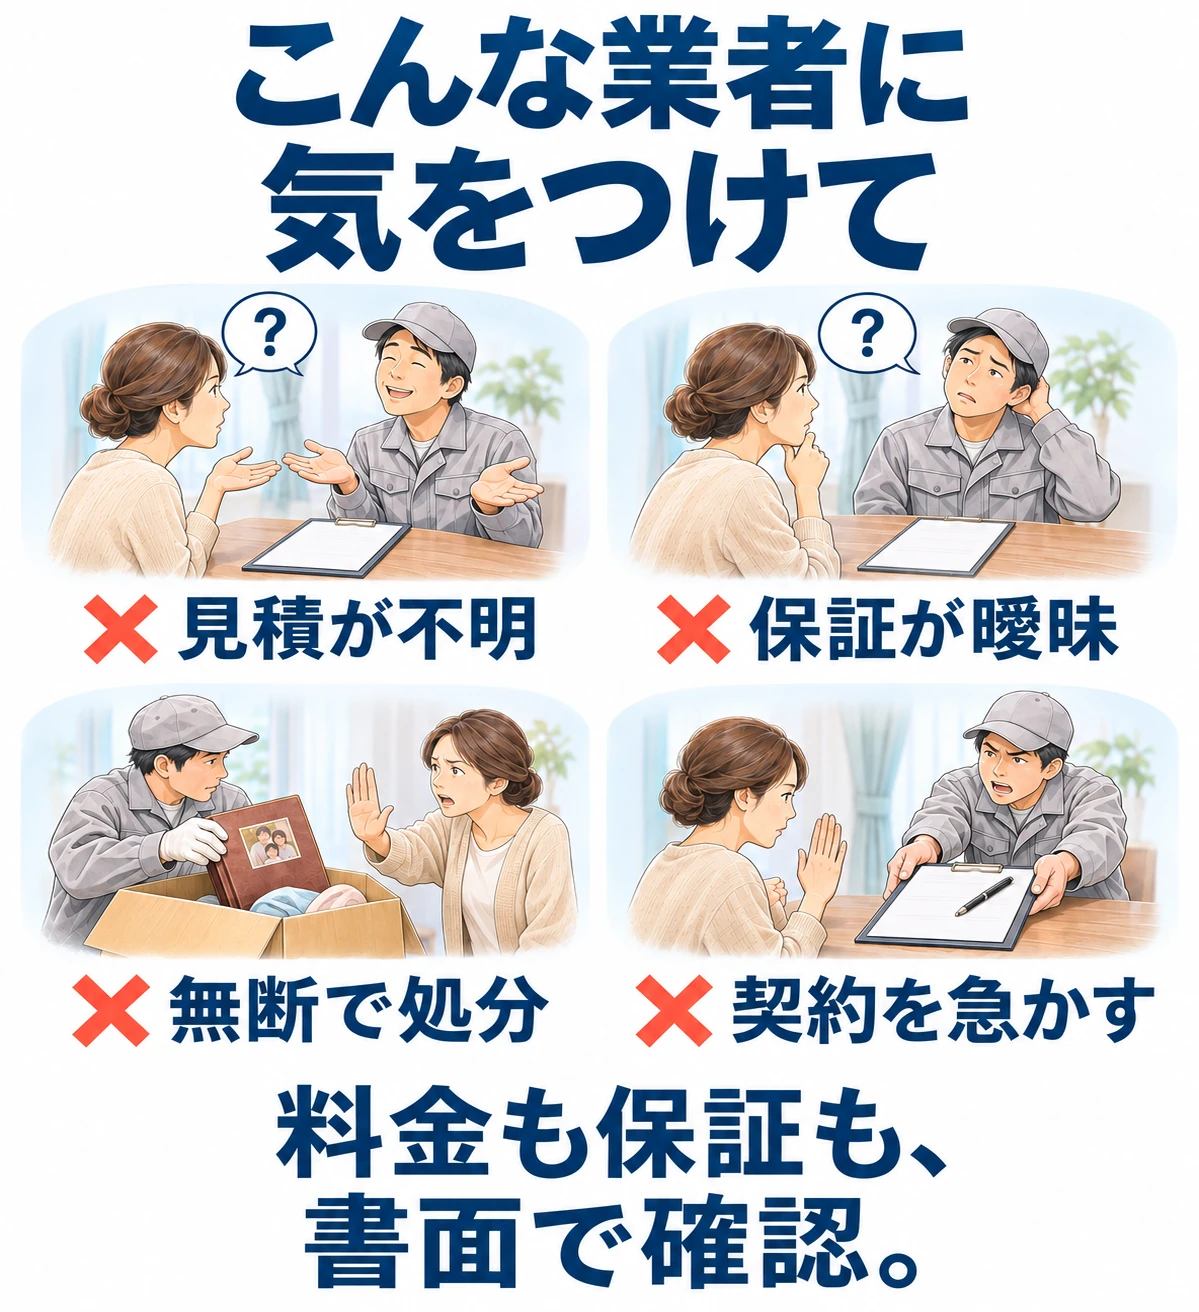 こんな業者に
気をつけて
?
?
❌ 見積が不明
❌ 保証が曖昧
❌ 無断で処分
❌ 契約を急かす
料金も保証も、
書面で確認。